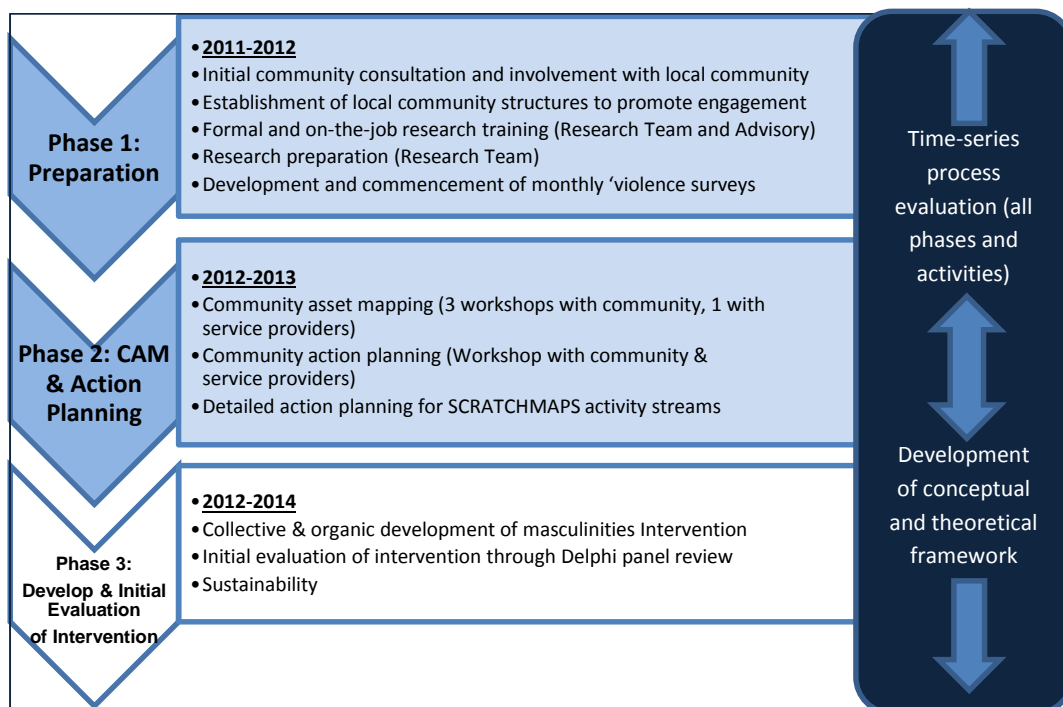 Phase 1:
Preparation
•2011-2012
•Initial community consultation and involvement with local community
•Establishment of local community structures to promote engagement
•Formal and on-the-job research training (Research Team and Advisory)
•Research preparation (Research Team)
•Development and commencement of monthly ‘violence surveys
Phase 2: CAM
& Action
Planning
•2012-2013
•Community asset mapping (3 workshops with community, 1 with
service providers)
•Community action planning (Workshop with community &
service providers)
•Detailed action planning for SCRATCHMAPS activity streams
Phase 3:
Develop & Initial
Evaluation
of Intervention
•2012-2014
•Collective & organic development of masculinities Intervention
•Initial evaluation of intervention through Delphi panel review
•Sustainability
Time-series
process
evaluation (all
phases and
activities)
Development
of conceptual
and theoretical
framework